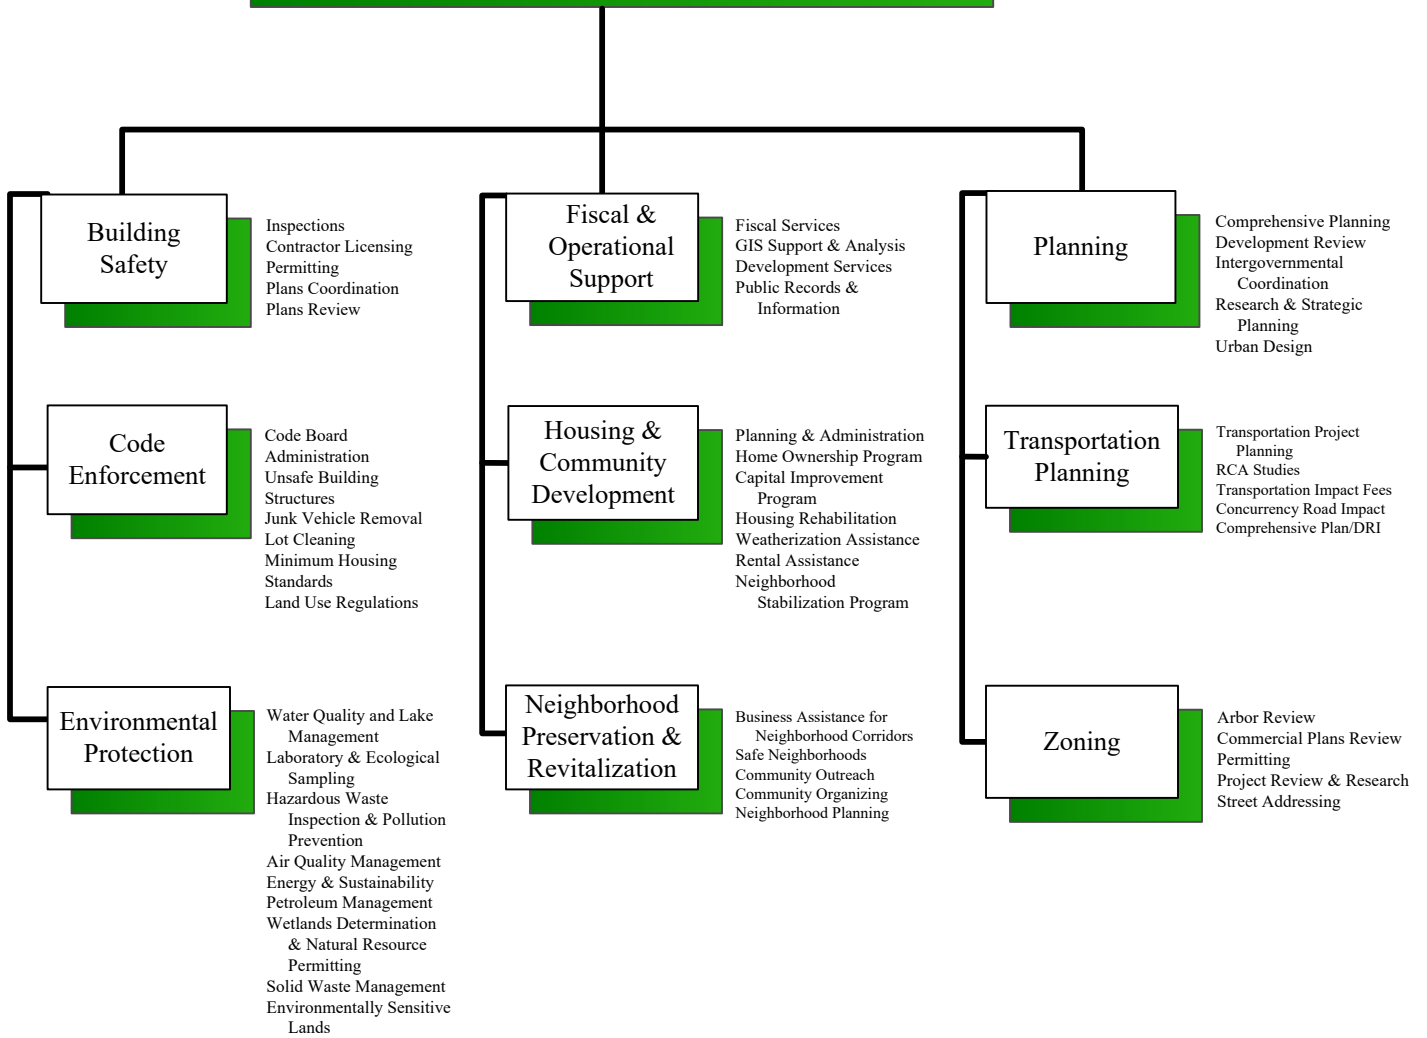 Building
Safety
Inspections
Contractor Licensing
Permitting
Plans Coordination
Plans Review
Fiscal &
Operational
Support
Fiscal Services
GIS Support & Analysis
Development Services
Public Records &
Information
Planning
Comprehensive Planning
Development Review
Intergovernmental
Coordination
Research & Strategic
Planning
Urban Design
Code
Enforcement
Code Board
Administration
Unsafe Building
Structures
Junk Vehicle Removal
Lot Cleaning
Minimum Housing
Standards
Land Use Regulations
Housing &
Community
Development
Planning & Administration
Home Ownership Program
Capital Improvement
Program
Housing Rehabilitation
Weatherization Assistance
Rental Assistance
Neighborhood
Stabilization Program
Transportation
Planning
Transportation Project
Planning
RCA Studies
Transportation Impact Fees
Concurrency Road Impact
Comprehensive Plan/DRI
Environmental
Protection
Water Quality and Lake
Management
Laboratory & Ecological
Sampling
Hazardous Waste
Inspection & Pollution
Prevention
Air Quality Management
Energy & Sustainability
Petroleum Management
Wetlands Determination
& Natural Resource
Permitting
Solid Waste Management
Environmentally Sensitive
Lands
Neighborhood
Preservation &
Revitalization
Business Assistance for
Neighborhood Corridors
Safe Neighborhoods
Community Outreach
Community Organizing
Neighborhood Planning
Zoning
Arbor Review
Commercial Plans Review
Permitting
Project Review & Research
Street Addressing